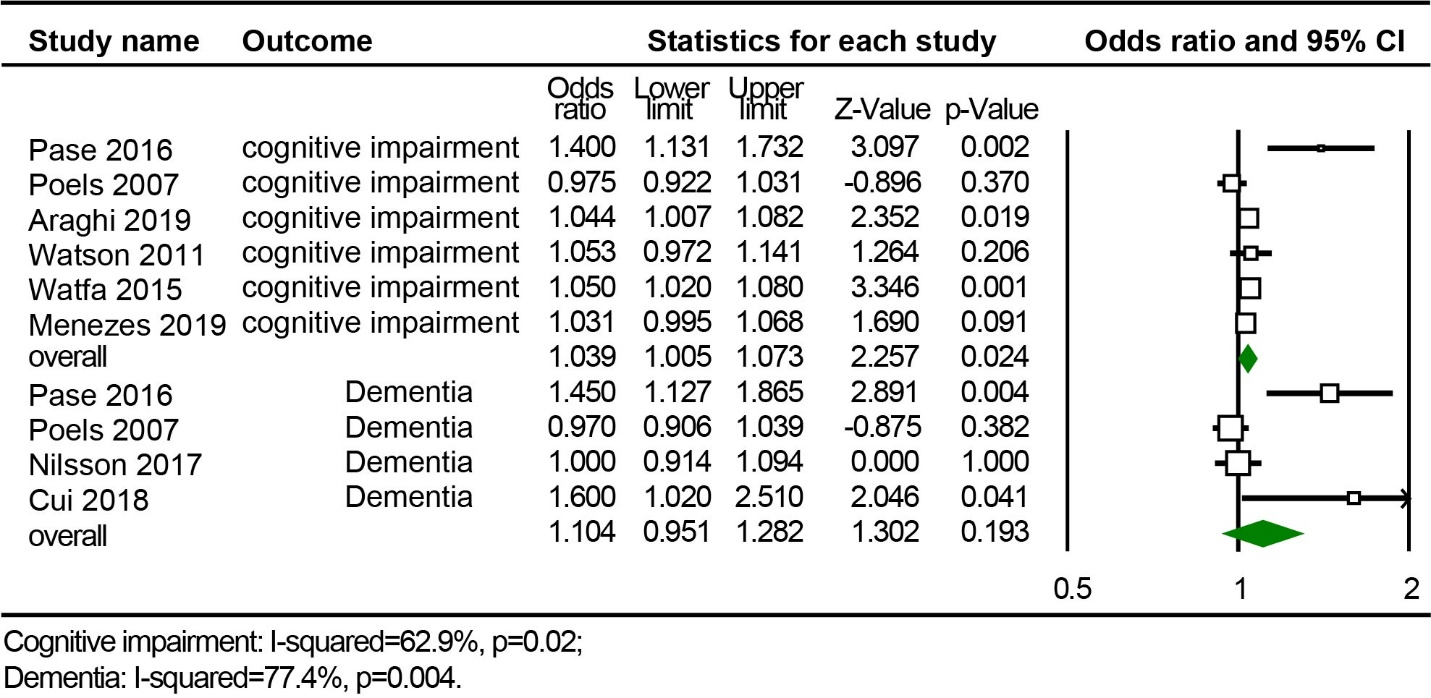 Study name Outcome Statistics for each study Odds ratio and 95% CI
Odds ratio Lower limit Upper limit Z-Value p-Value
Pase 2016 cognitive impairment 1.400 1.131 1.732 3.097 0.002
Poels 2007 cognitive impairment 0.975 0.922 1.031 -0.896 0.370
Araghi 2019 cognitive impairment 1.044 1.007 1.082 2.352 0.019
Watson 2011 cognitive impairment 1.053 0.972 1.141 1.264 0.206
Watfa 2015 cognitive impairment 1.050 1.020 1.080 3.346 0.001
Menezes 2019 cognitive impairment 1.031 0.995 1.068 1.690 0.091
overall 1.039 1.005 1.073 2.257 0.024
Pase 2016 Dementia 1.450 1.127 1.865 2.891 0.004
Poels 2007 Dementia 0.970 0.906 1.039 -0.875 0.382
Nilsson 2017 Dementia 1.000 0.914 1.094 0.000 1.000
Cui 2018 Dementia 1.600 1.020 2.510 2.046 0.041
overall 1.104 0.951 1.282 1.302 0.193
0.5 1 2
Cognitive impairment: I-squared=62.9%, p=0.02;
Dementia: I-squared=77.4%, p=0.004.